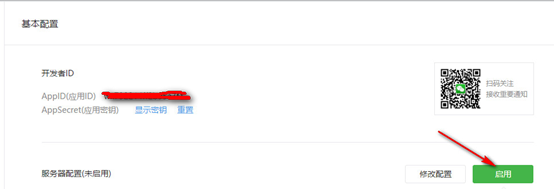 基本配置
开发者ID
AppID(应用ID)
AppSecret(应用密钥) 显示密钥 重置
扫码关注
接收重要通知
服务器配置(未启用) 修改配置 启用